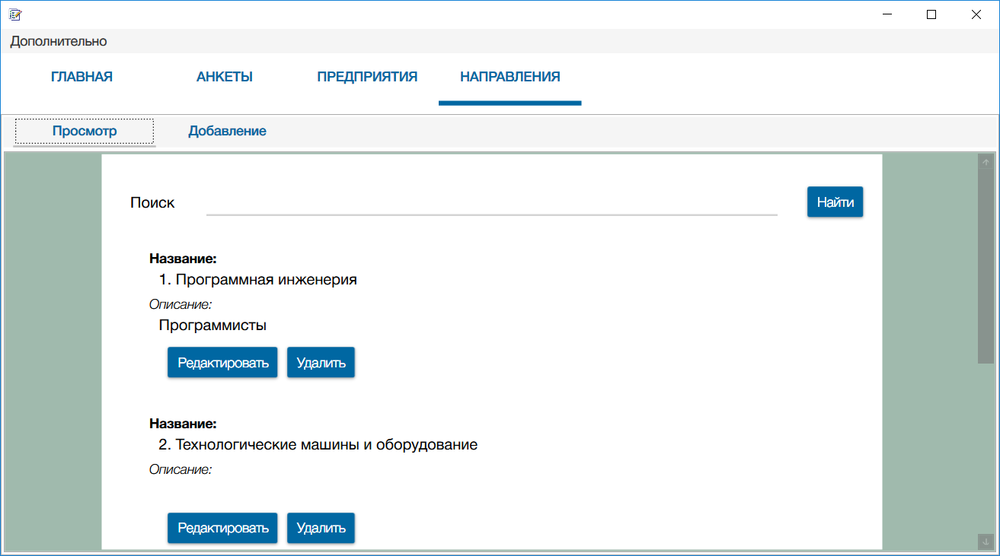 Дополнительно
ГЛАВНАЯ АНКЕТЫ ПРЕДПРИЯТИЯ НАПРАВЛЕНИЯ
Просмотр Добавление
Поиск Найти
Название:
1. Программная инженерия
Описание:
Программисты
Редактировать Удалить
Название:
2. Технологические машины и оборудование
Описание:
Редактировать Удалить